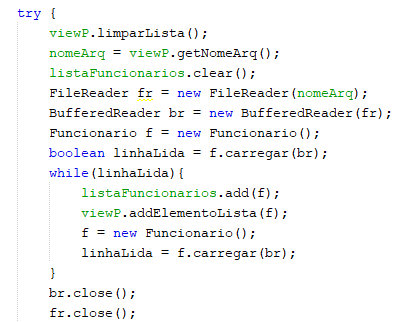 try {
viewP.limparLista();
nomeArq = viewP.getNomeArq();
listaFuncionarios.clear();
FileReader fr = new FileReader(nomeArq);
BufferedReader br = new BufferedReader(fr);
Funcionario f = new Funcionario();
boolean linhaLida = f.carregar(br);
while(linhaLida){
listaFuncionarios.add(f);
viewP.addElementoLista(f);
f = new Funcionario();
linhaLida = f.carregar(br);
}
br.close();
fr.close();